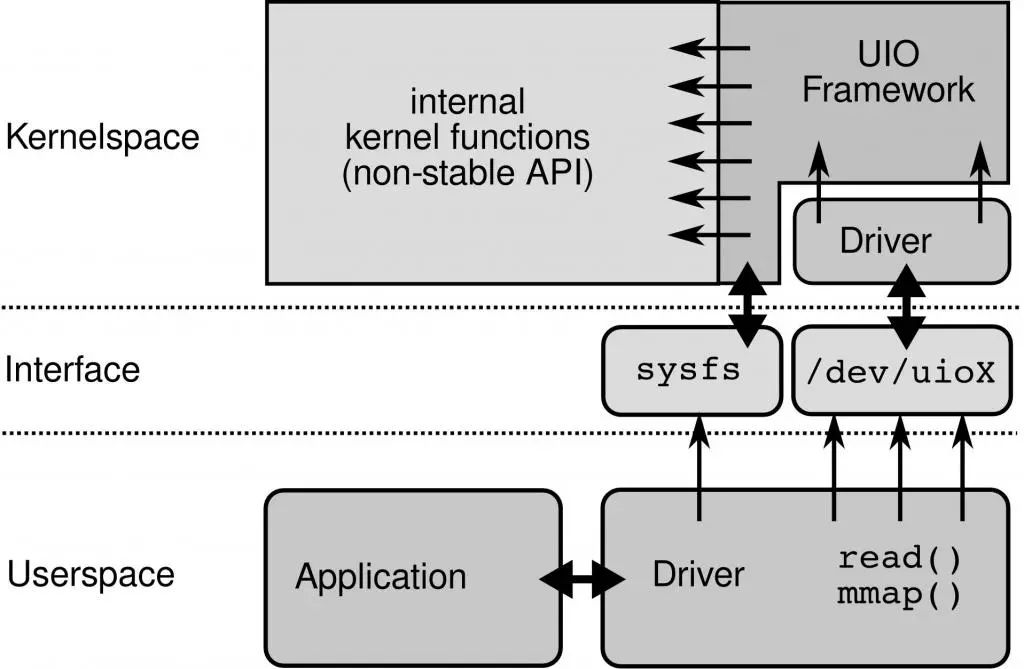 Kernelspace
internal
kernel functions
(non-stable API)
UIO
Framework
Driver
Interface
sysfs
/dev/uioX
Userspace
Application
Driver
read()
mmap()